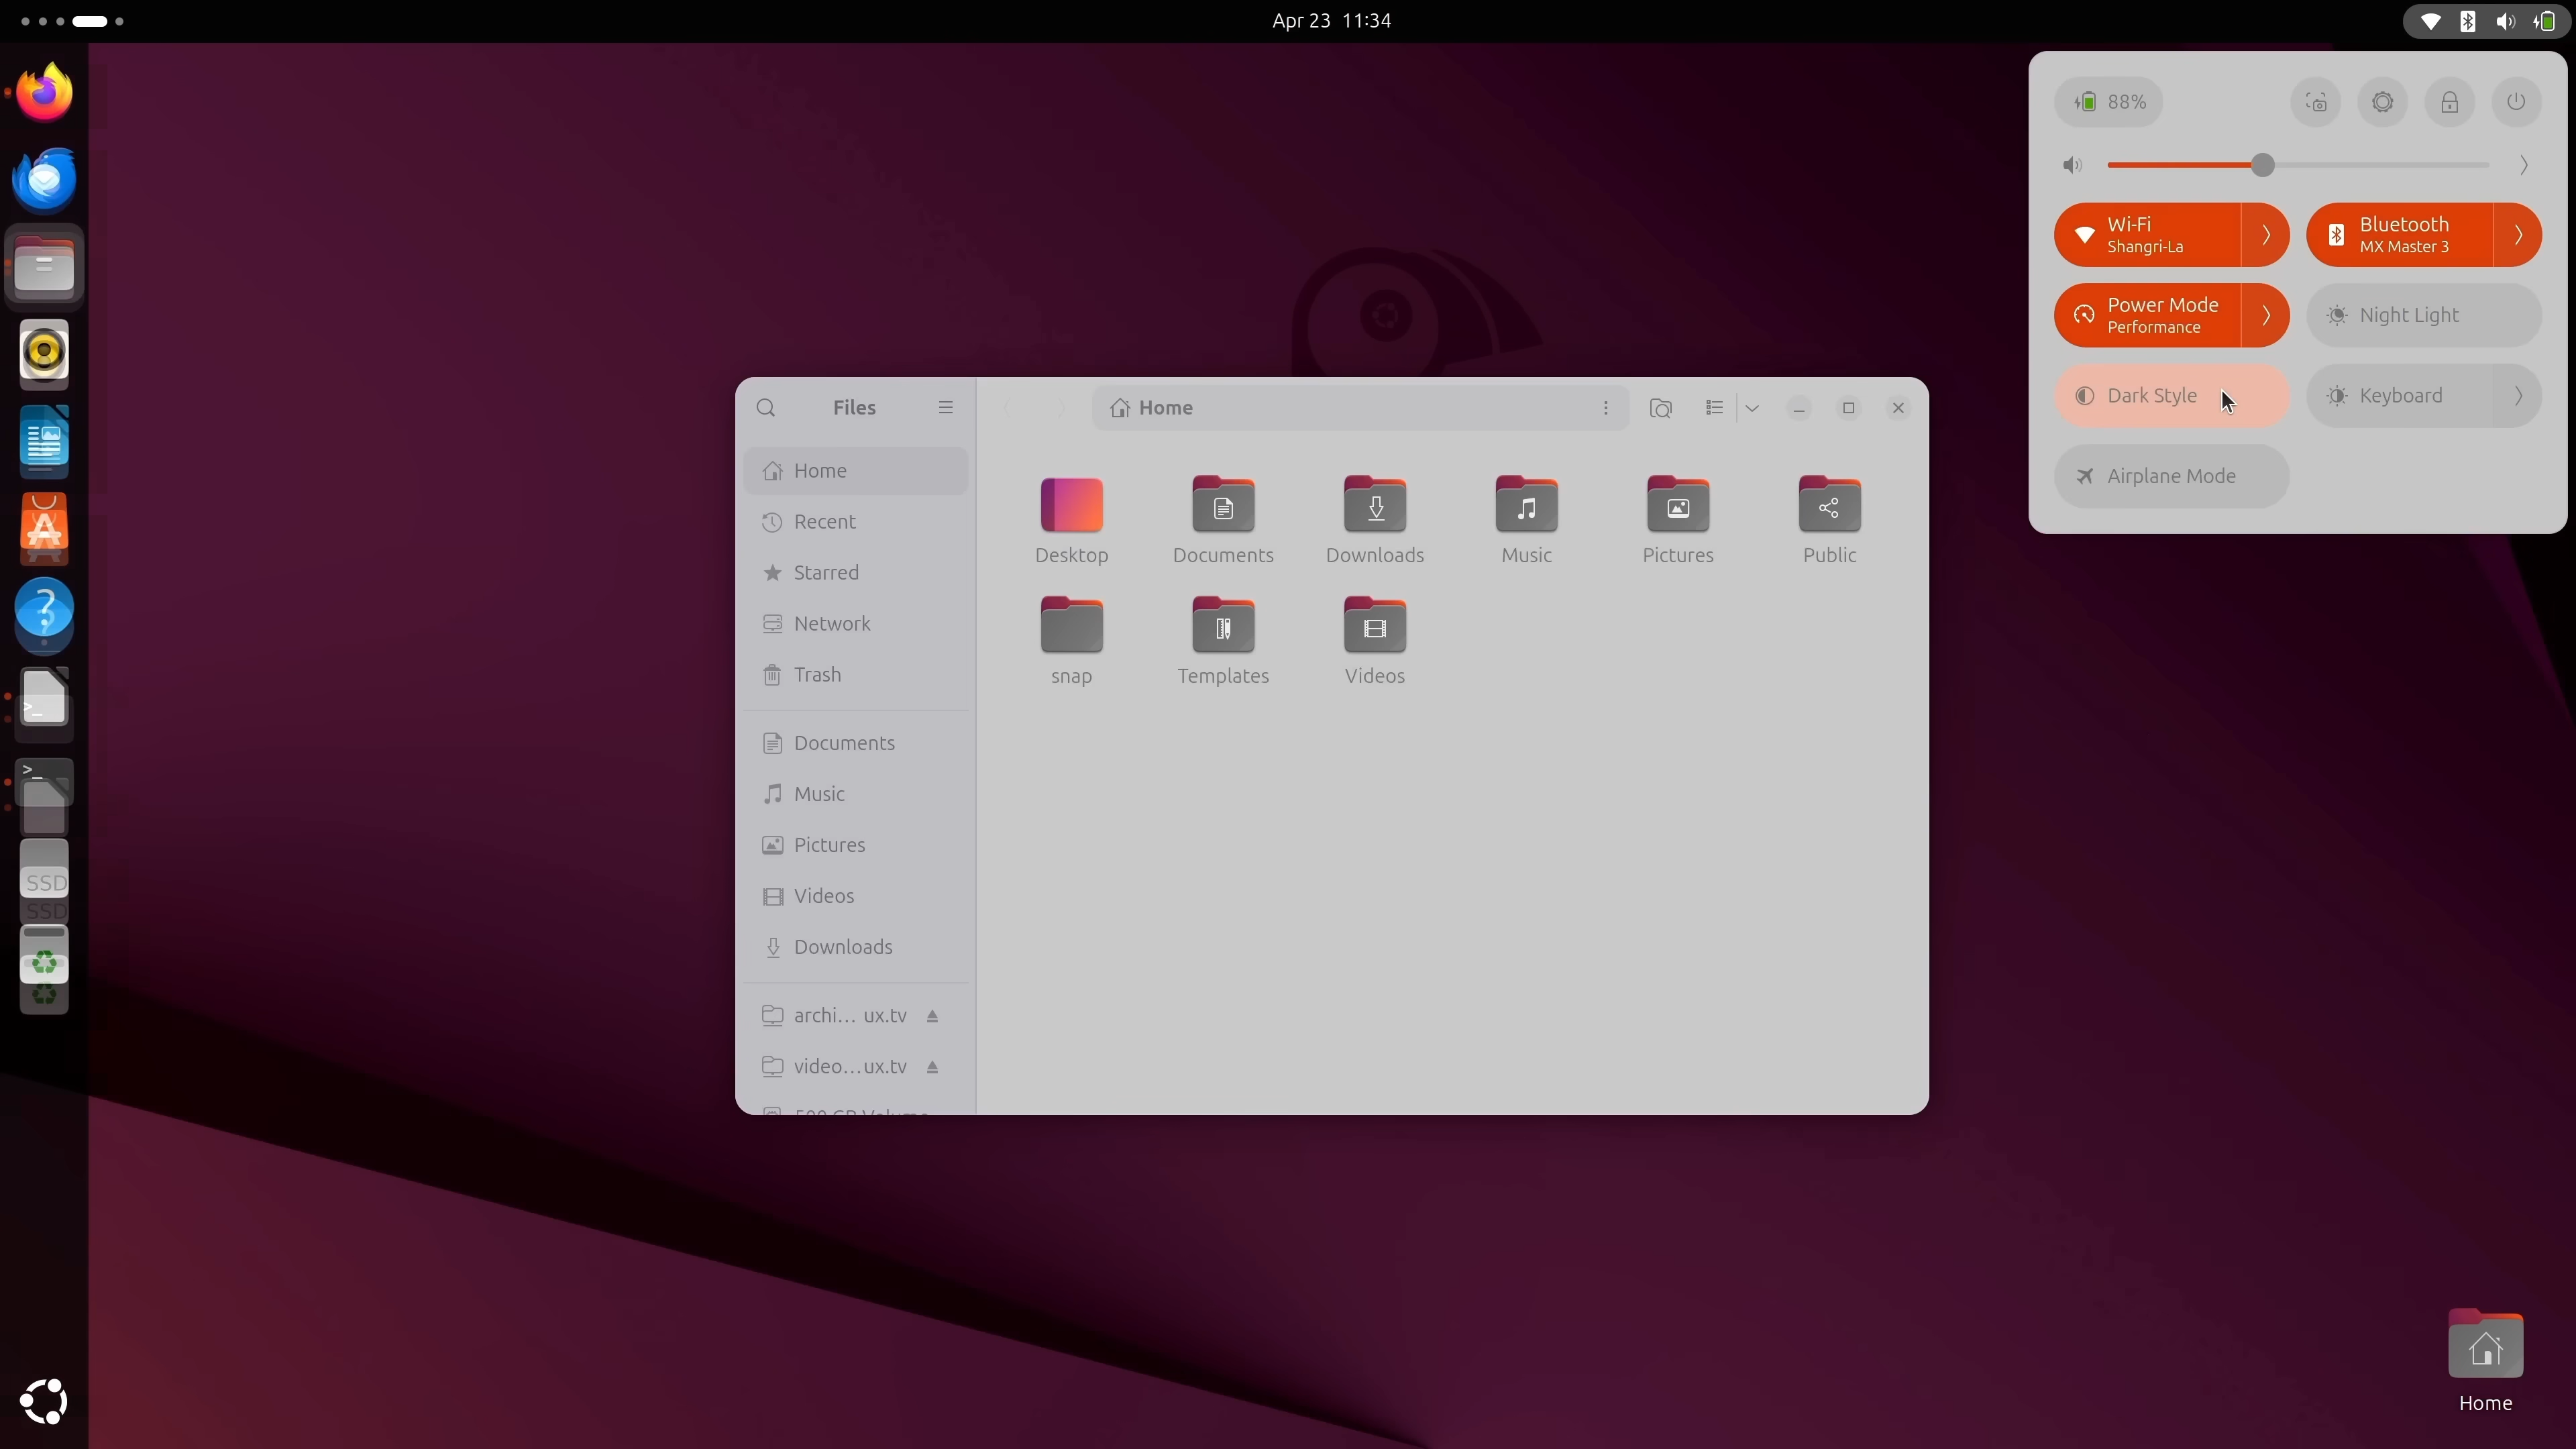 Apr 23 11:34
88%
Wi-Fi
Shangri-La
Bluetooth
MX Master 3
Power Mode
Performance
Night Light
Dark Style
Keyboard
Airplane Mode
Files
Home
Home
Recent
Starred
Network
Trash
Documents
Music
Pictures
Videos
Downloads
archi… ux.tv
video…ux.tv
Desktop
Documents
Downloads
Music
Pictures
Public
snap
Templates
Videos
>_
>_
SSD
SSD
Home